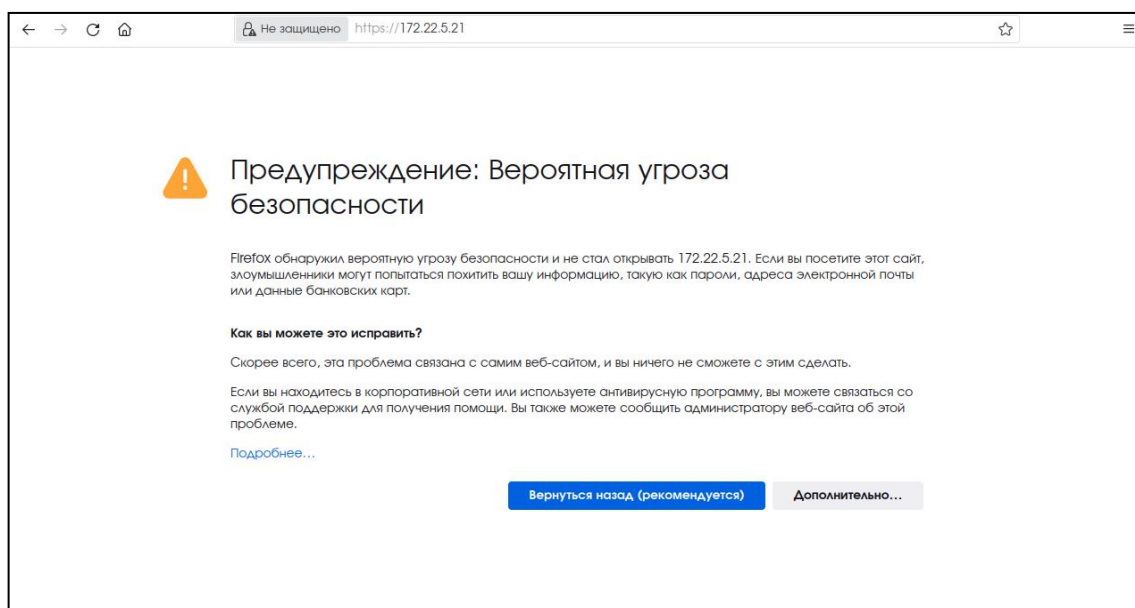 Не защищено https://172.22.5.21
Предупреждение: Вероятная угроза
безопасности
Firefox обнаружил вероятную угрозу безопасности и не стал открывать 172.22.5.21. Если вы посетите этот сайт,
злоумышленники могут попытаться похитить вашу информацию, такую как пароли, адреса электронной почты
или данные банковских карт.
Как вы можете это исправить?
Скорее всего, эта проблема связана с самим веб-сайтом, и вы ничего не сможете с этим сделать.
Если вы находитесь в корпоративной сети или используете антивирусную программу, вы можете связаться со
службой поддержки для получения помощи. Вы также можете сообщить администратору веб-сайта об этой
проблеме.
Подробнее...
Вернуться назад (рекомендуется) Дополнительно...